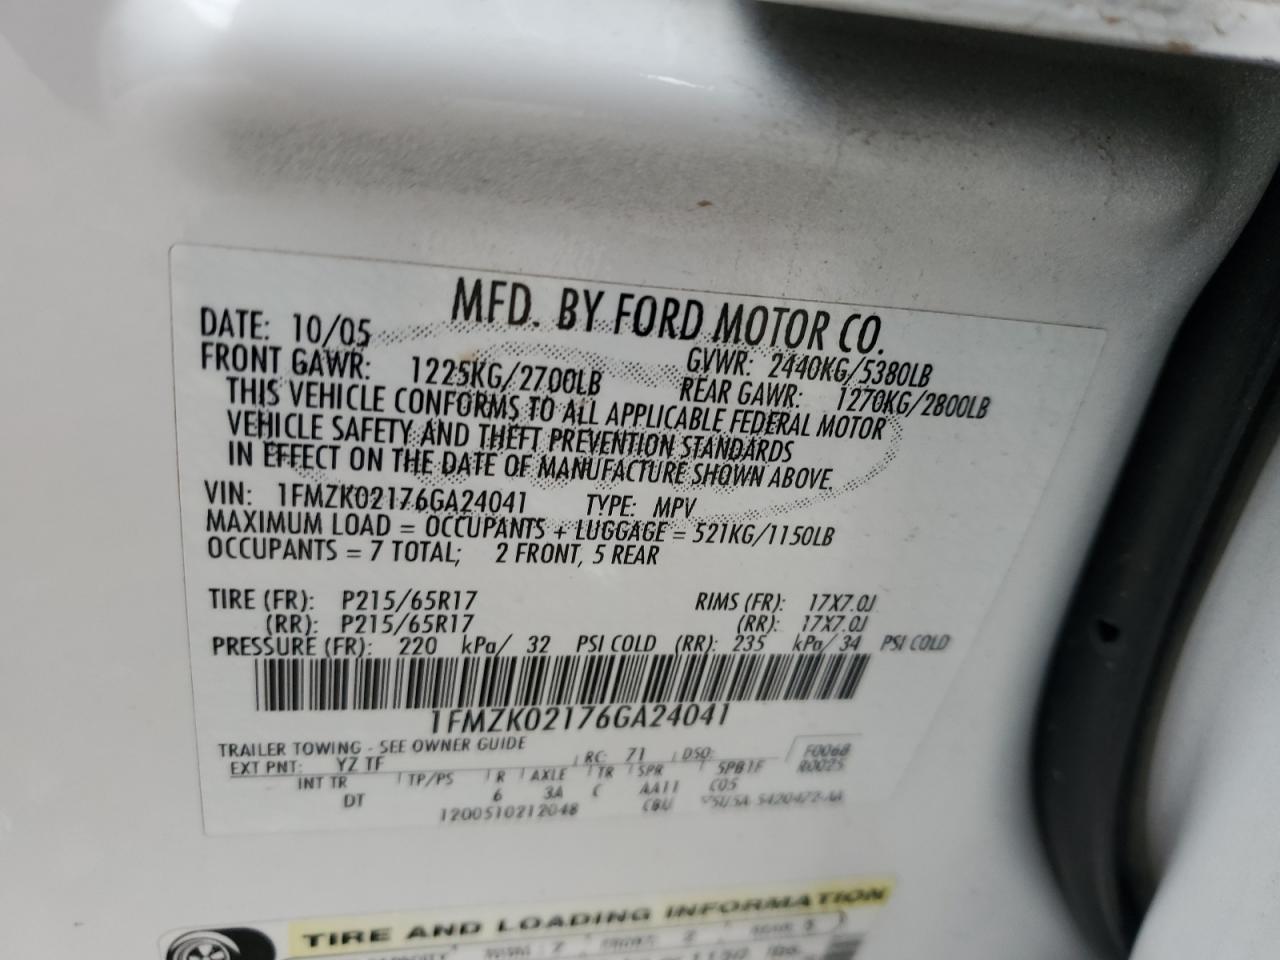 MFD. BY FORD MOTOR CO.
DATE: 10/05 GVWR: 2440KG/5380LB
FRONT GAWR: 1225KG/2700LB REAR GAWR: 1270KG/2800LB
THIS VEHICLE CONFORMS TO ALL APPLICABLE FEDERAL MOTOR
VEHICLE SAFETY AND THEFT PREVENTION STANDARDS
IN EFFECT ON THE DATE OF MANUFACTURE SHOWN ABOVE.
VIN: 1FMZK02176GA24041 TYPE: MPV
MAXIMUM LOAD = OCCUPANTS + LUGGAGE = 521KG/1150LB
OCCUPANTS = 7 TOTAL; 2 FRONT, 5 REAR
TIRE (FR): P215/65R17 RIMS (FR): 17X7.0J
(RR): P215/65R17 (RR): 17X7.0J
PRESSURE (FR): 220 kPa/ 32 PSI COLD (RR): 235 kPa/ 34 PSI COLD
1FMZK02176GA24041
TRAILER TOWING - SEE OWNER GUIDE
EXT PNT: YZ TF RC: 71 DSO: F0068
R0025
INT TR TP/PS R AXLE TR SPR SPB1F
DT 6 3A C AA11 C05
1200510212048 CBU
TIRE AND LOADING INFORMATION